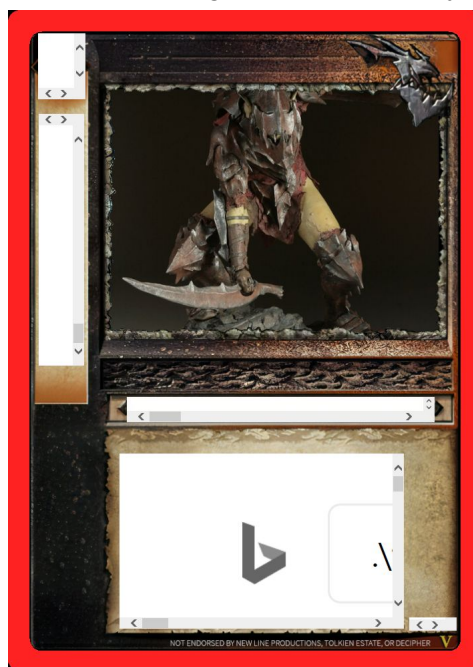 .\
NOT ENDORSED BY NEW LINE PRODUCTIONS, TOLKIEN ESTATE, OR DECIPHER V